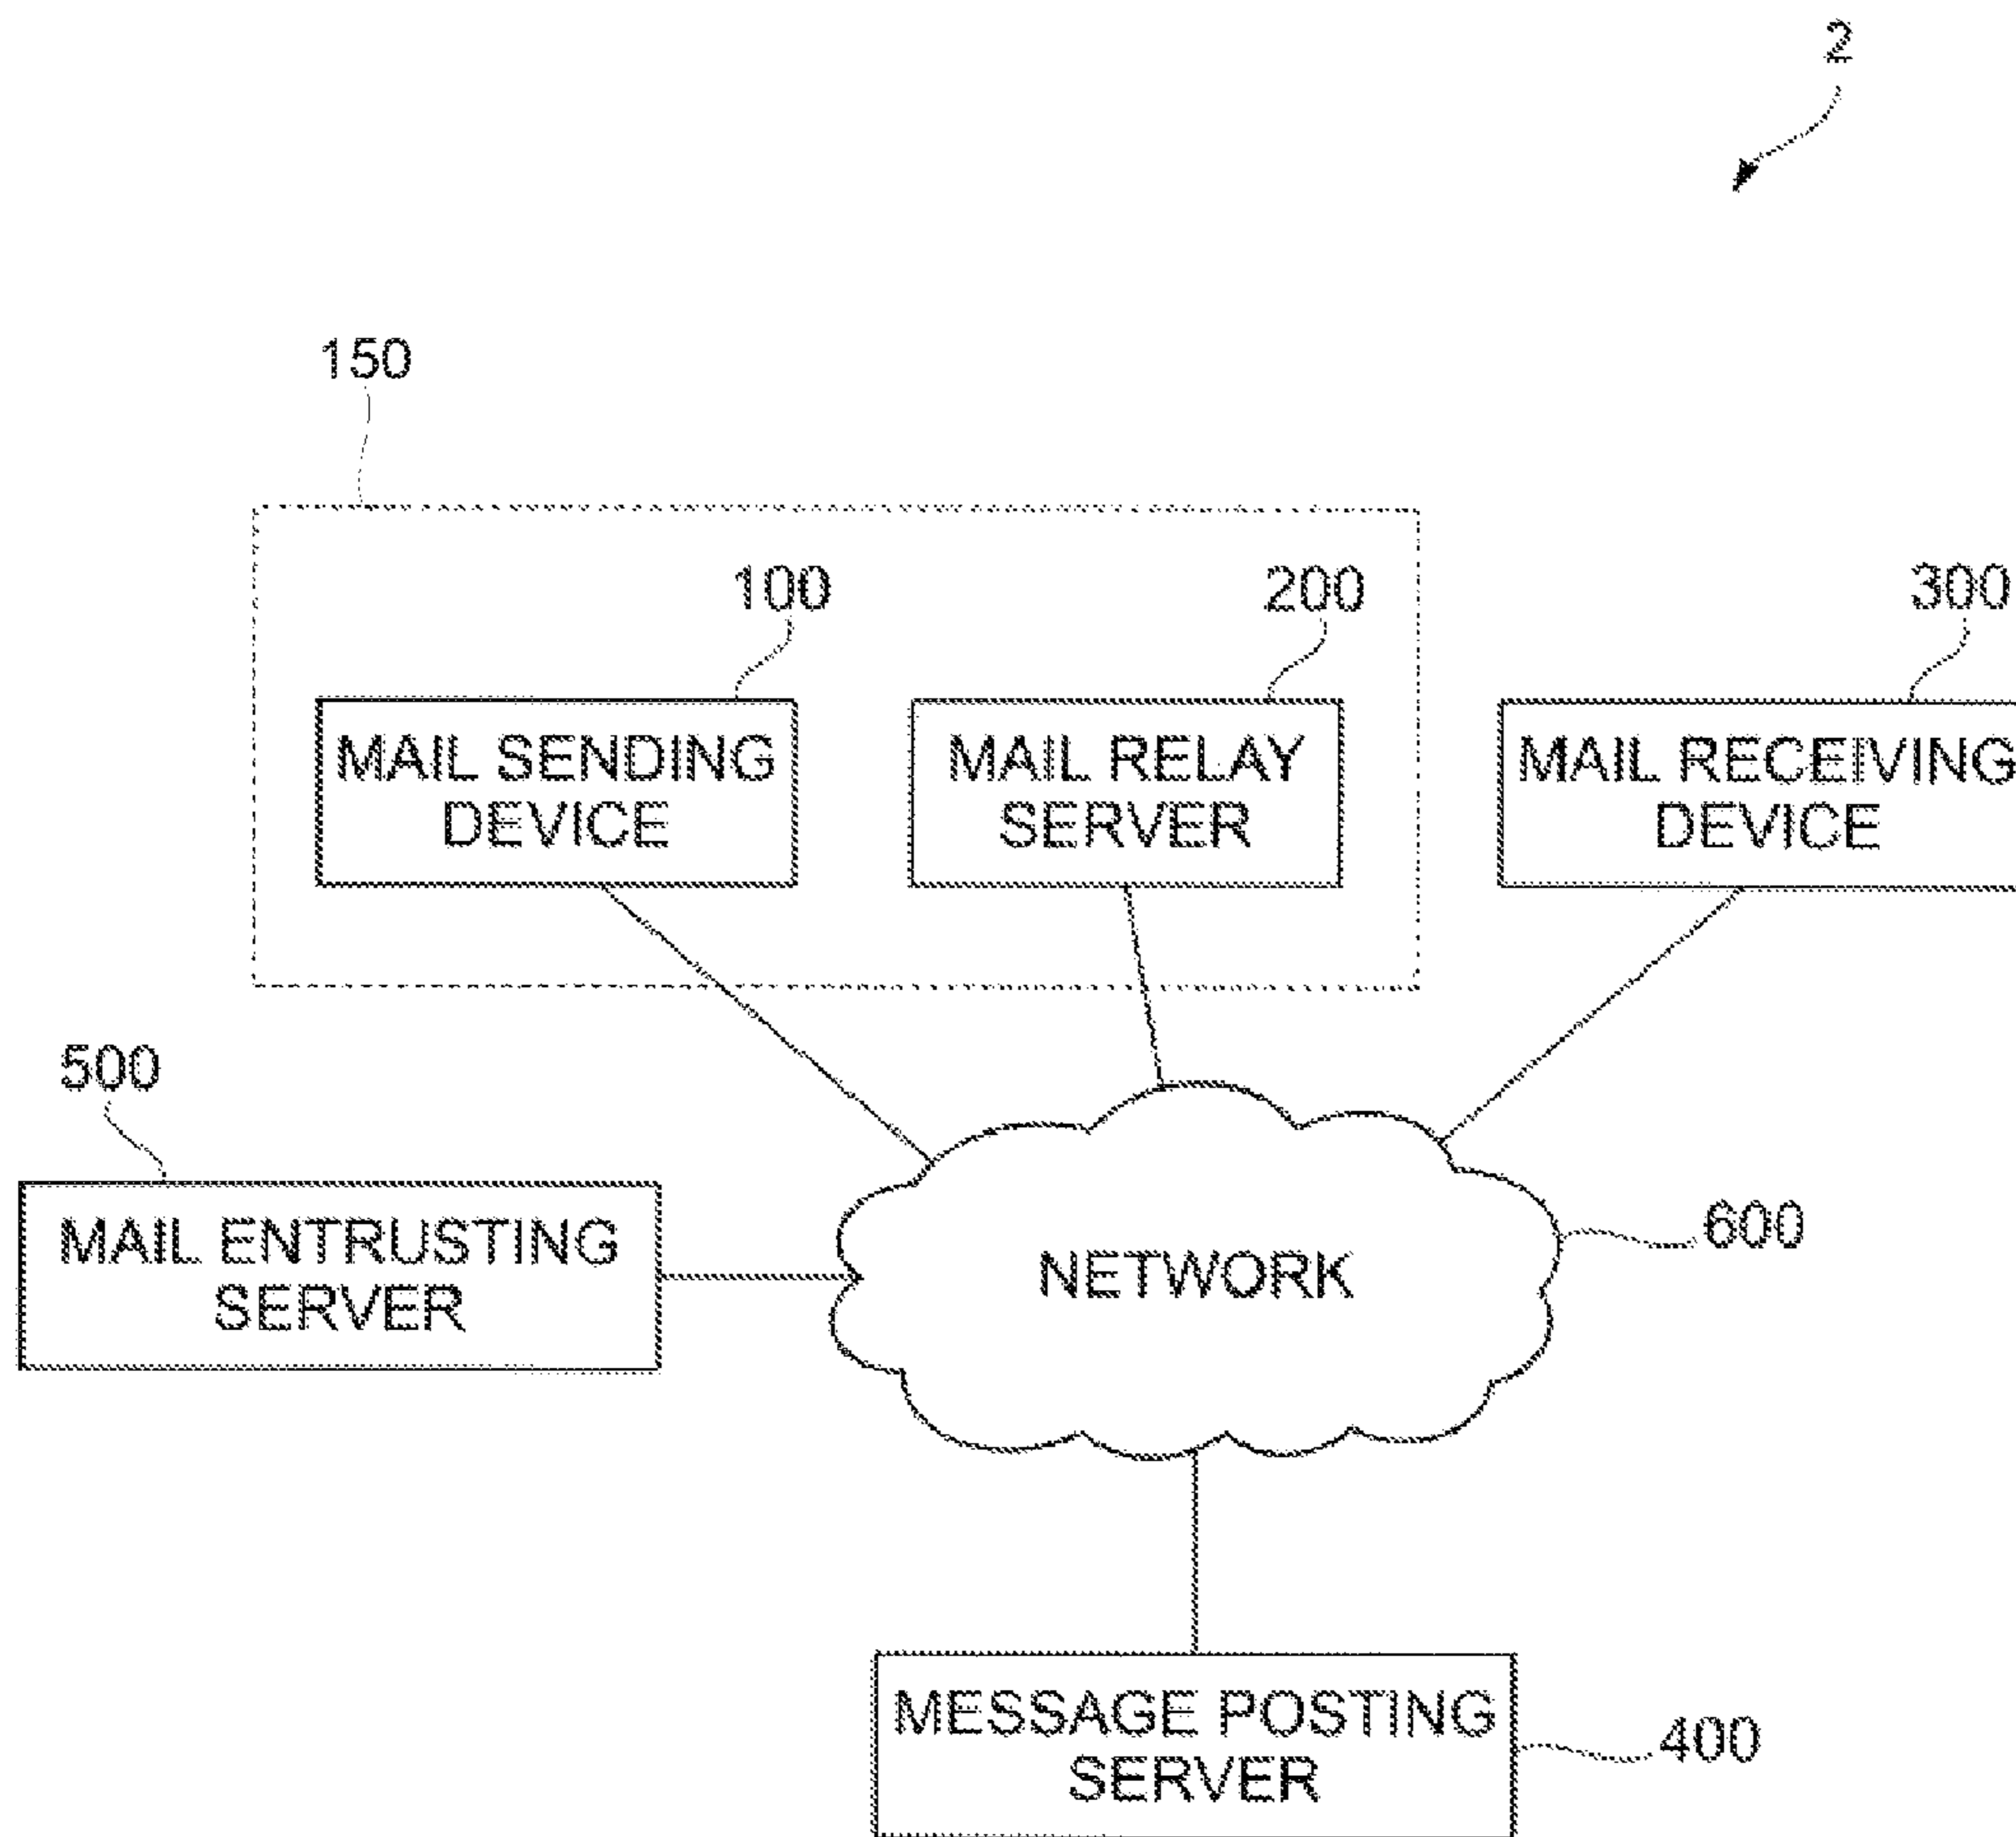 2
150
100
200
300
MAIL SENDING
DEVICE
MAIL RELAY
SERVER
MAIL RECEIVING
DEVICE
500
MAIL ENTRUSTING
SERVER
NETWORK
600
MESSAGE POSTING
SERVER
400